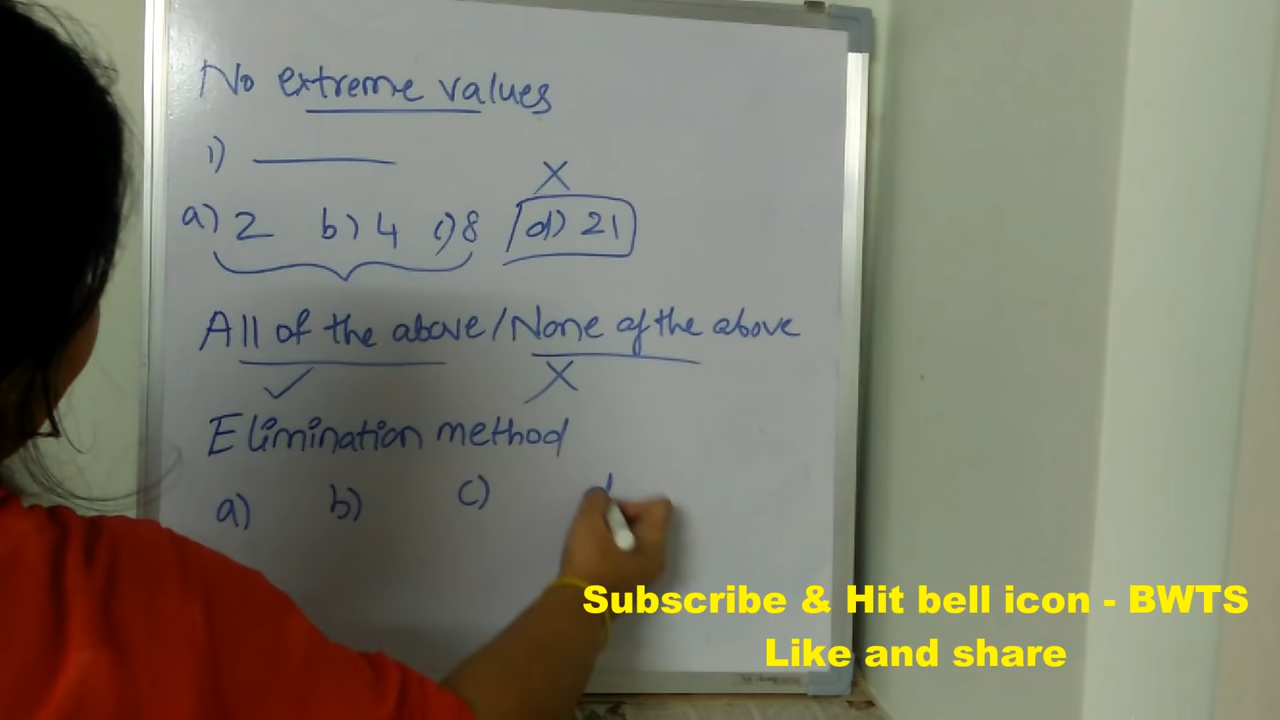 No extreme values
1)
X
a) 2 b) 4 c) 8 d) 21
All of the above/None of the above
✓ X
Elimination method
a) b) c)
Subscribe & Hit bell icon - BWTS
Like and share